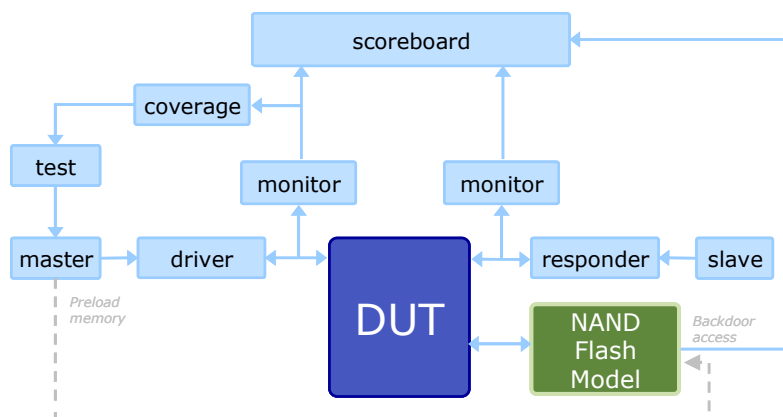 scoreboard
coverage
test
monitor
monitor
master
driver
responder
slave
DUT
Preload
memory
NAND
Flash
Model
Backdoor
access